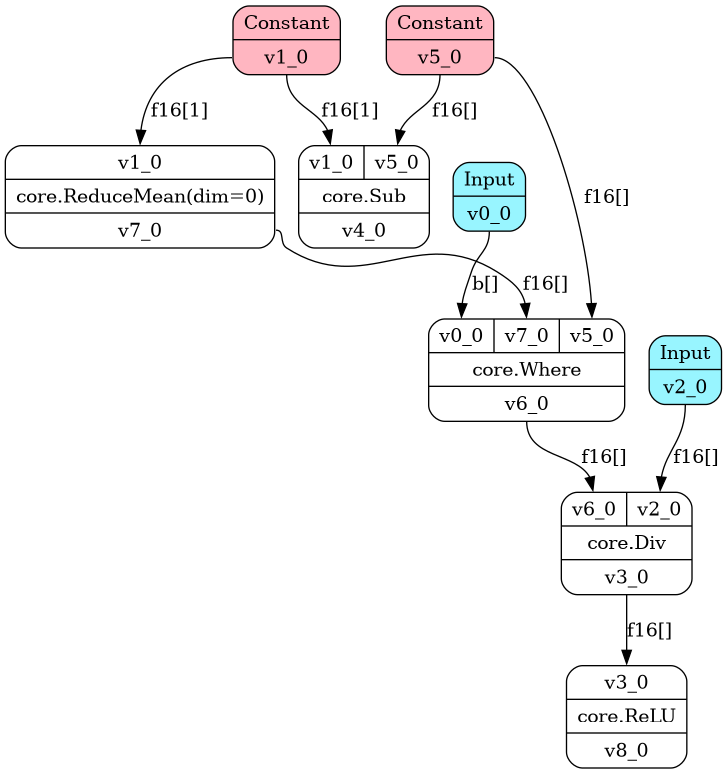 Constant
v1_0
Constant
v5_0
f16[1]
f16[1]
f16[]
v1_0
core.ReduceMean(dim=0)
v7_0
v1_0 v5_0
core.Sub
v4_0
Input
v0_0
f16[]
b[]
f16[]
v0_0 v7_0 v5_0
core.Where
v6_0
Input
v2_0
f16[]
f16[]
v6_0 v2_0
core.Div
v3_0
f16[]
v3_0
core.ReLU
v8_0